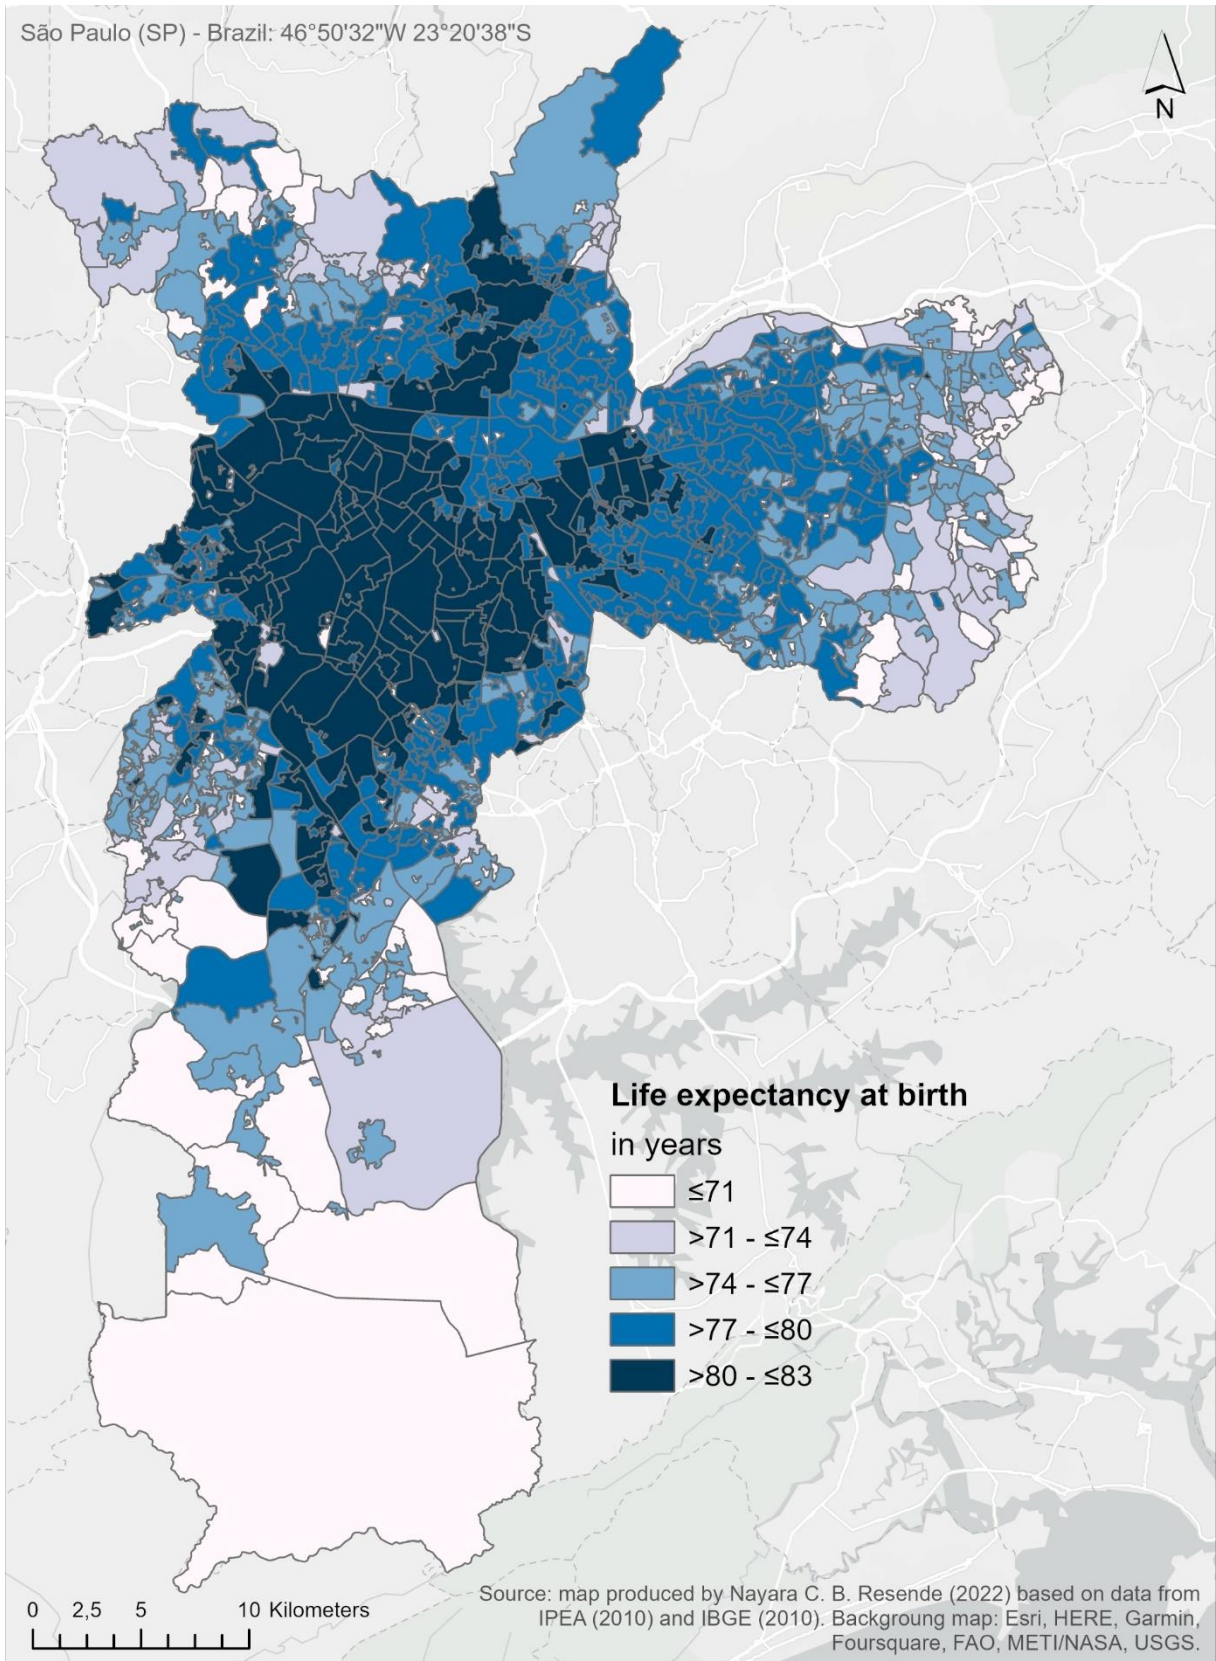 São Paulo (SP) - Brazil: 46°50'32"W 23°20'38"S
N
Life expectancy at birth
in years
≤71
>71 - ≤74
>74 - ≤77
>77 - ≤80
>80 - ≤83
Source: map produced by Nayara C. B. Resende (2022) based on data from
IPEA (2010) and IBGE (2010). Backgroung map: Esri, HERE, Garmin,
Foursquare, FAO, METI/NASA, USGS.
0 2,5 5 10 Kilometers